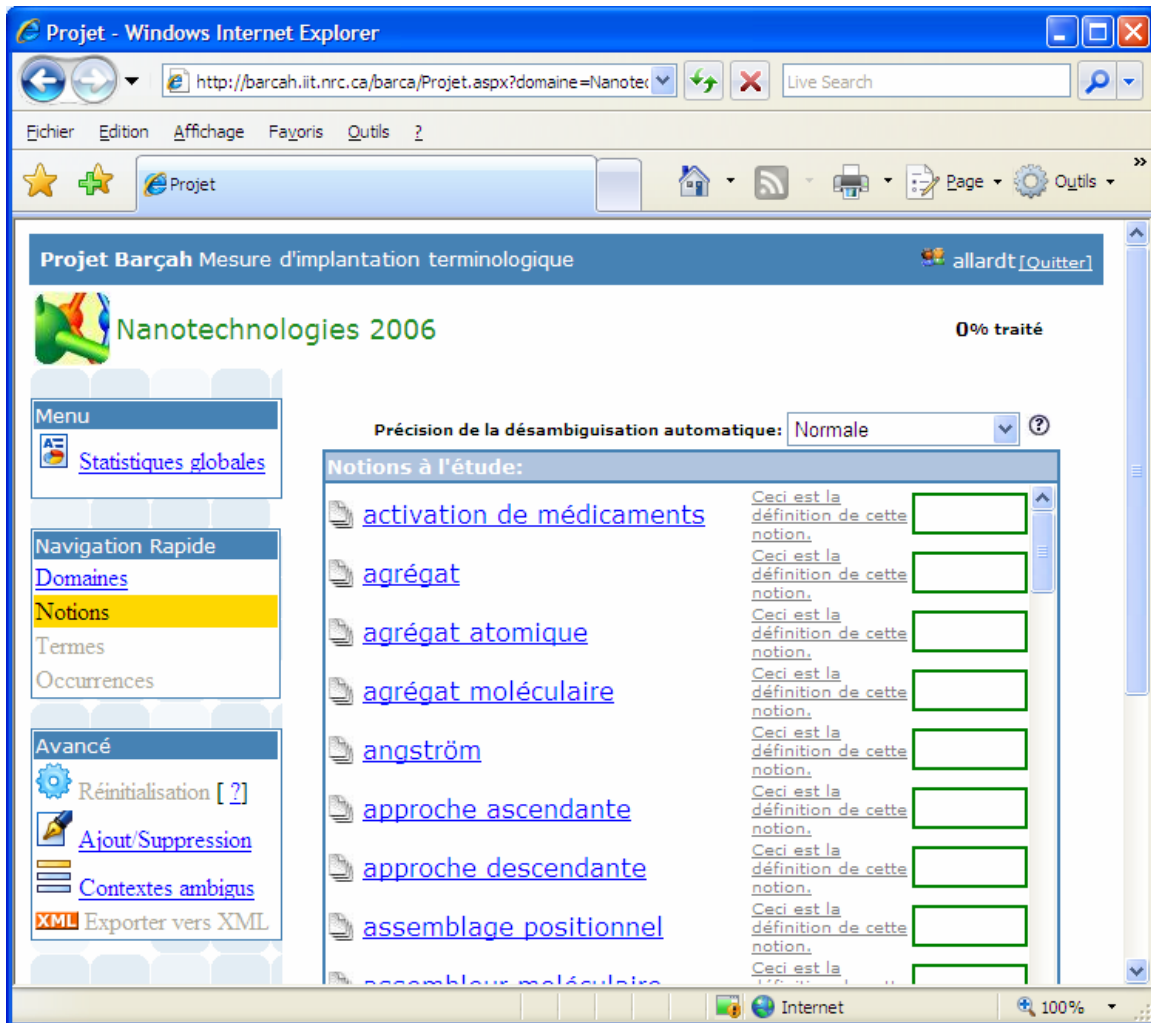 Projet - Windows Internet Explorer
http://barcah.iit.nrc.ca/barca/Projet.aspx?domaine=Nanotec
Live Search
Fichier Edition Affichage Favoris Outils ?
Projet
Page
Outils
»
Projet Barçah Mesure d'implantation terminologique
allardt [Quitter]
Nanotechnologies 2006
0% traité
Menu
Statistiques globales
Navigation Rapide
Domaines
Notions
Termes
Occurrences
Avancé
Réinitialisation [ ?]
Ajout/Suppression
Contextes ambigus
XML Exporter vers XML
Précision de la désambiguisation automatique: Normale ?
Notions à l'étude:
activation de médicaments
Ceci est la
définition de cette
notion.
agrégat
Ceci est la
définition de cette
notion.
agrégat atomique
Ceci est la
définition de cette
notion.
agrégat moléculaire
Ceci est la
définition de cette
notion.
angström
Ceci est la
définition de cette
notion.
approche ascendante
Ceci est la
définition de cette
notion.
approche descendante
Ceci est la
définition de cette
notion.
assemblage positionnel
Ceci est la
définition de cette
notion.
assembleur moléculaire
Ceci est la
Internet
100%